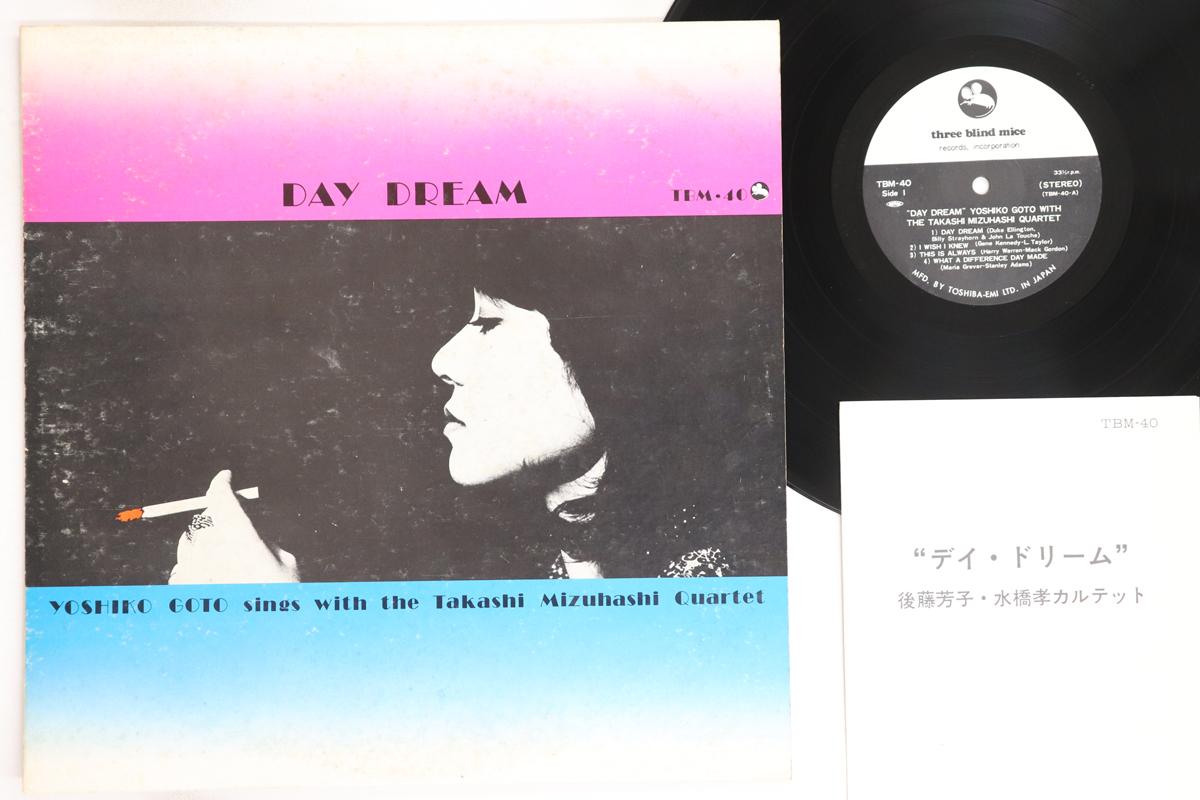 DAY DREAM
TBM・40
YOSHIKO GOTO sings with the Takashi Mizuhashi Quartet
three blind mice
records, incorporation
33⅓r.p.m.
TBM-40
(STEREO)
Side 1
(TBM-40-A)
"DAY DREAM" YOSHIKO GOTO WITH
THE TAKASHI MIZUHASHI QUARTET
1) DAY DREAM (Duke Ellington,
Billy Strayhorn & John La Touche)
2) I WISH I KNEW (Gene Kennedy-L. Taylor)
3) THIS IS ALWAYS (Harry Warren-Mack Gordon)
4) WHAT A DIFFERENCE DAY MADE
(Maria Grever-Stanley Adams)
MFD. BY TOSHIBA-EMI LTD. IN JAPAN
TBM-40
“デイ・ドリーム”
後藤芳子・水橋孝カルテット